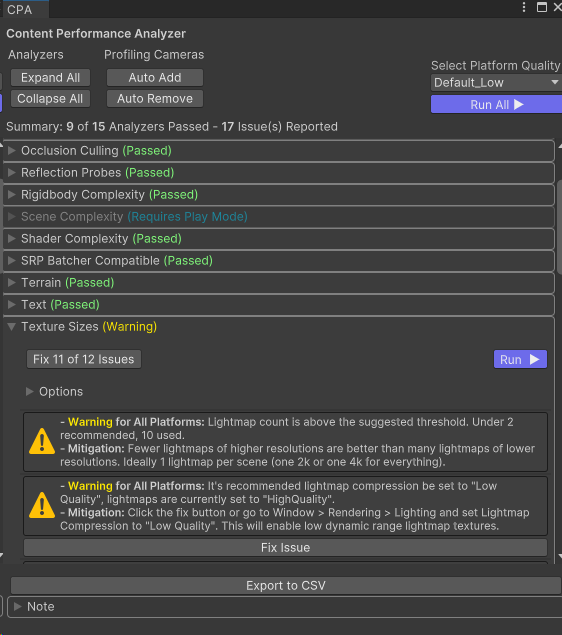 CPA
Content Performance Analyzer
Analyzers
Profiling Cameras
Expand All
Auto Add
Collapse All
Auto Remove
Select Platform Quality
Default_Low
Run All
Summary: 9 of 15 Analyzers Passed - 17 Issue(s) Reported
Occlusion Culling (Passed)
Reflection Probes (Passed)
Rigidbody Complexity (Passed)
Scene Complexity (Requires Play Mode)
Shader Complexity (Passed)
SRP Batcher Compatible (Passed)
Terrain (Passed)
Text (Passed)
Texture Sizes (Warning)
Fix 11 of 12 Issues
Run
Options
- Warning for All Platforms: Lightmap count is above the suggested threshold. Under 2
recommended, 10 used.
- Mitigation: Fewer lightmaps of higher resolutions are better than many lightmaps of lower
resolutions. Ideally 1 lightmap per scene (one 2k or one 4k for everything).
- Warning for All Platforms: It's recommended lightmap compression be set to "Low
Quality", lightmaps are currently set to "HighQuality".
- Mitigation: Click the fix button or go to Window > Rendering > Lighting and set Lightmap
Compression to "Low Quality". This will enable low dynamic range lightmap textures.
Fix Issue
Export to CSV
Note